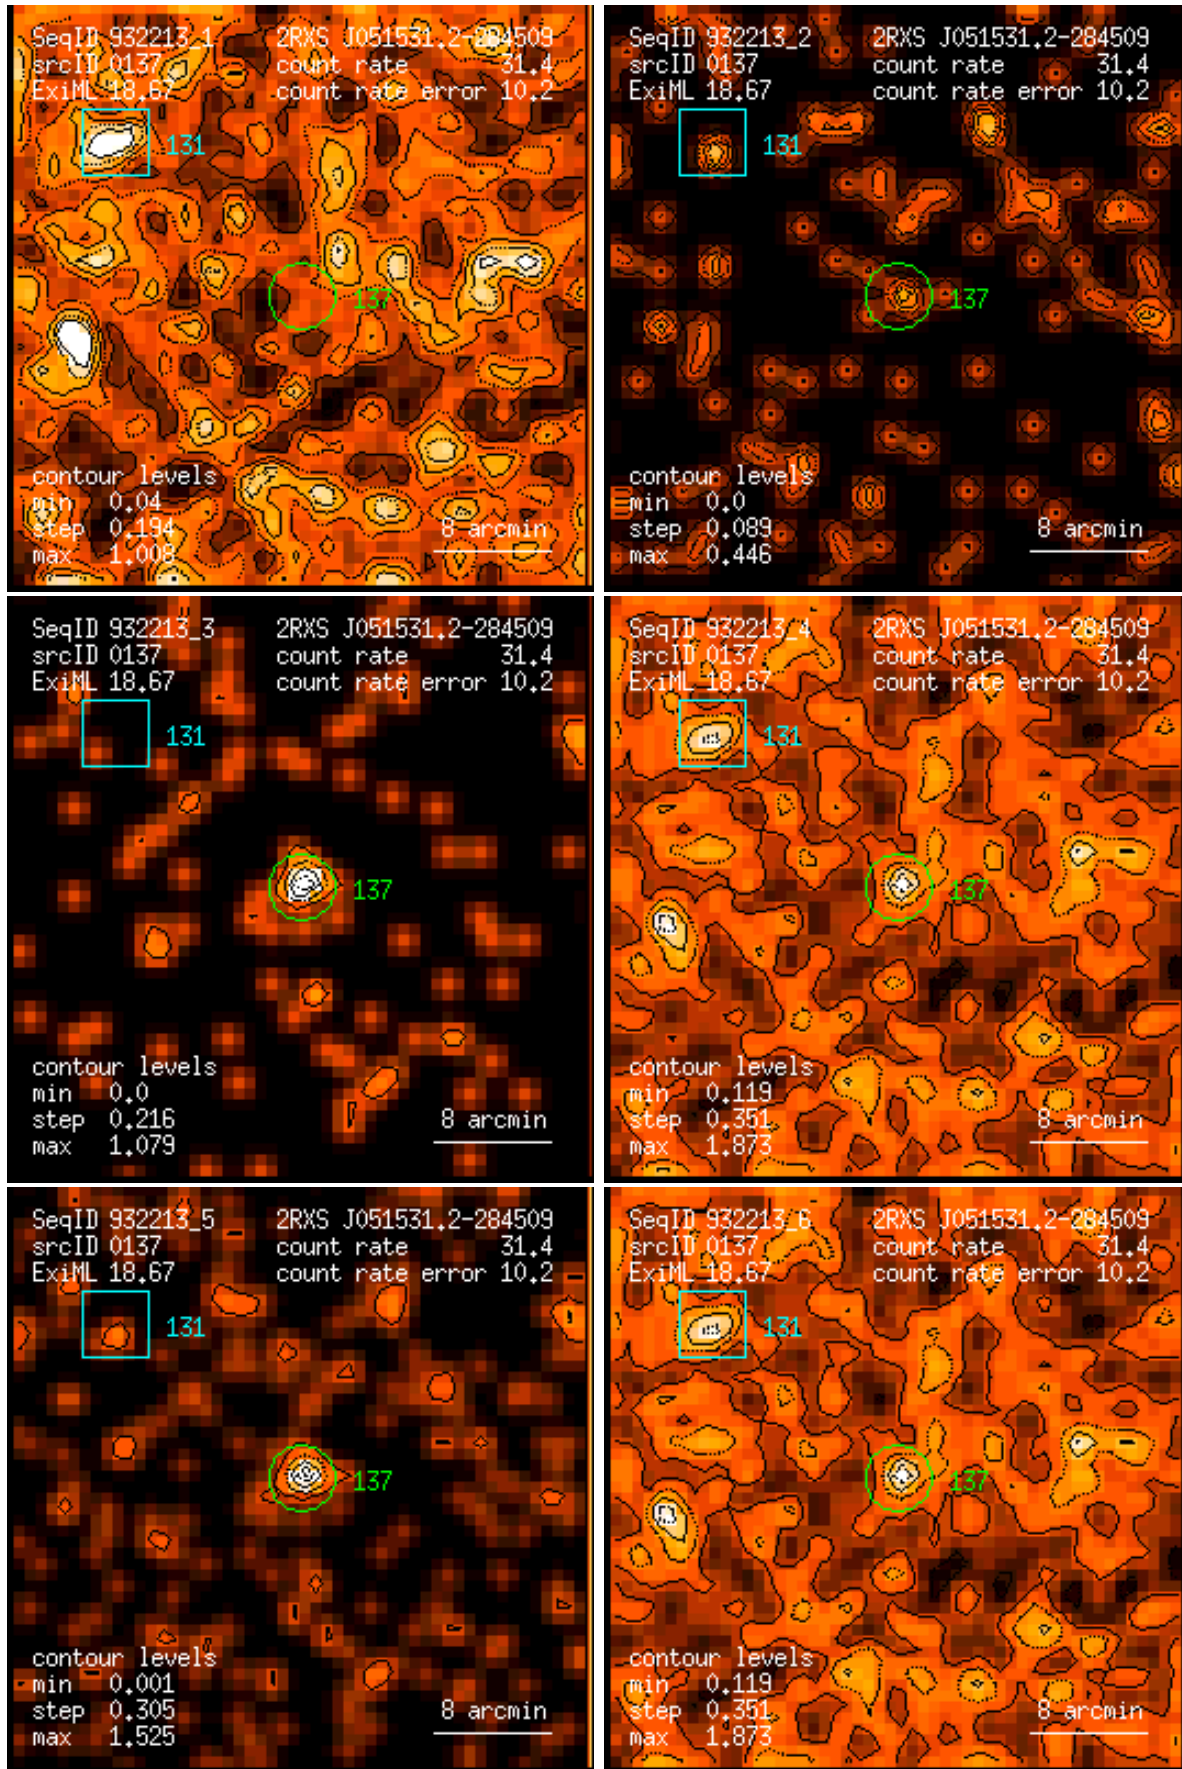 SeqID 932213_1 2RXS J051531.2-284509
srcID 0137 count rate 31.4
ExiML 18.67 count rate error 10.2
131
137
contour levels
min 0.04
step 0.194 8 arcmin
max 1.008
SeqID 932213_2 2RXS J051531.2-284509
srcID 0137 count rate 31.4
ExiML 18.67 count rate error 10.2
131
137
contour levels
min 0.0
step 0.089 8 arcmin
max 0.446
SeqID 932213_3 2RXS J051531.2-284509
srcID 0137 count rate 31.4
ExiML 18.67 count rate error 10.2
131
137
contour levels
min 0.0
step 0.216 8 arcmin
max 1.079
SeqID 932213_4 2RXS J051531.2-284509
srcID 0137 count rate 31.4
ExiML 18.67 count rate error 10.2
131
137
contour levels
min 0.119
step 0.351 8 arcmin
max 1.873
SeqID 932213_5 2RXS J051531.2-284509
srcID 0137 count rate 31.4
ExiML 18.67 count rate error 10.2
131
137
contour levels
min 0.001
step 0.305 8 arcmin
max 1.525
SeqID 932213_6 2RXS J051531.2-284509
srcID 0137 count rate 31.4
ExiML 18.67 count rate error 10.2
131
137
contour levels
min 0.119
step 0.351 8 arcmin
max 1.873